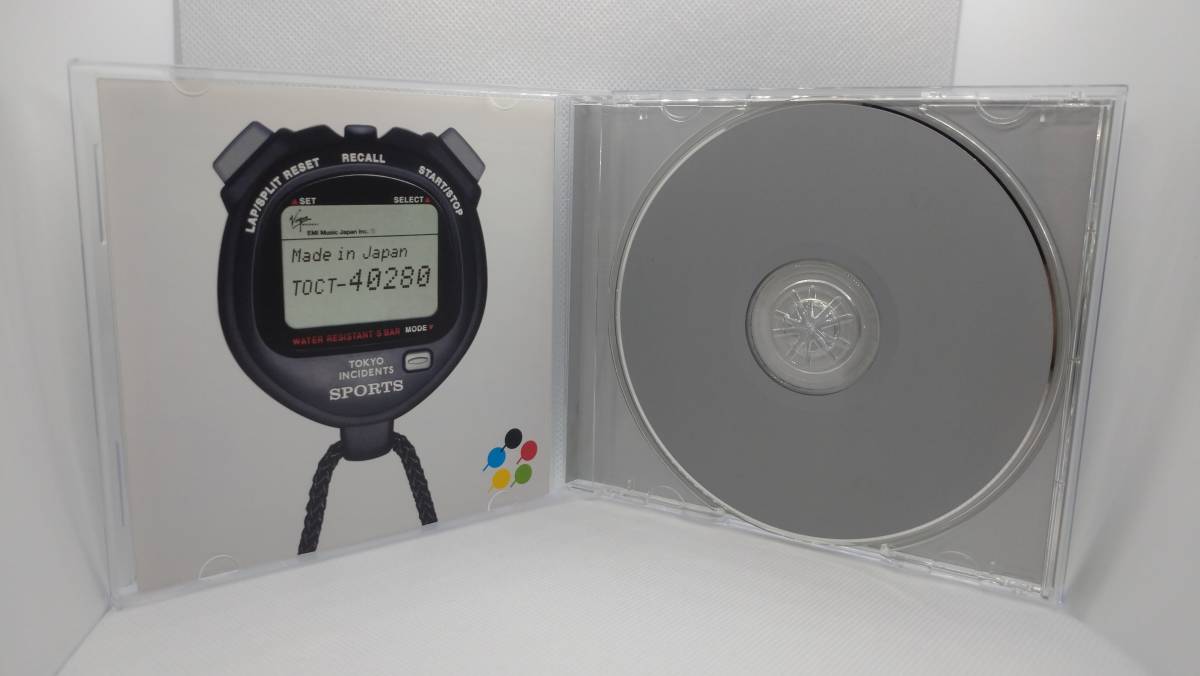 LAP/SPLIT RESET
RECALL
START/STOP
SET
SELECT
Virgin
EMI Music Japan Inc.
Made in Japan
TOCT-40280
WATER RESISTANT 5 BAR
MODE
TOKYO
INCIDENTS
SPORTS